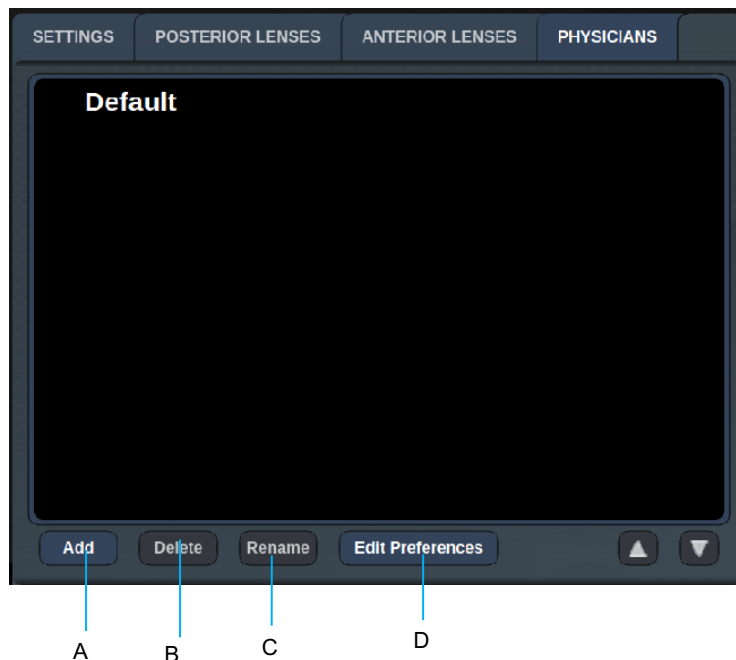 SETTINGS POSTERIOR LENSES ANTERIOR LENSES PHYSICIANS
Default
Add Delete Rename Edit Preferences
A B C D